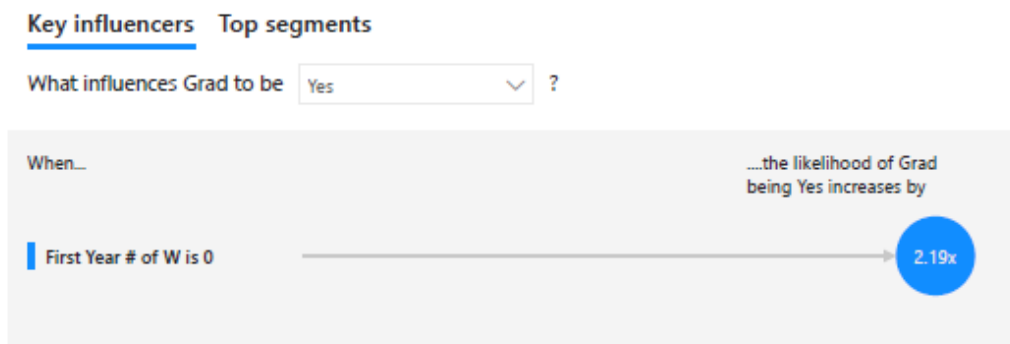 Key influencers Top segments
What influences Grad to be Yes ?
When... ....the likelihood of Grad
being Yes increases by
First Year # of W is 0 2.19x